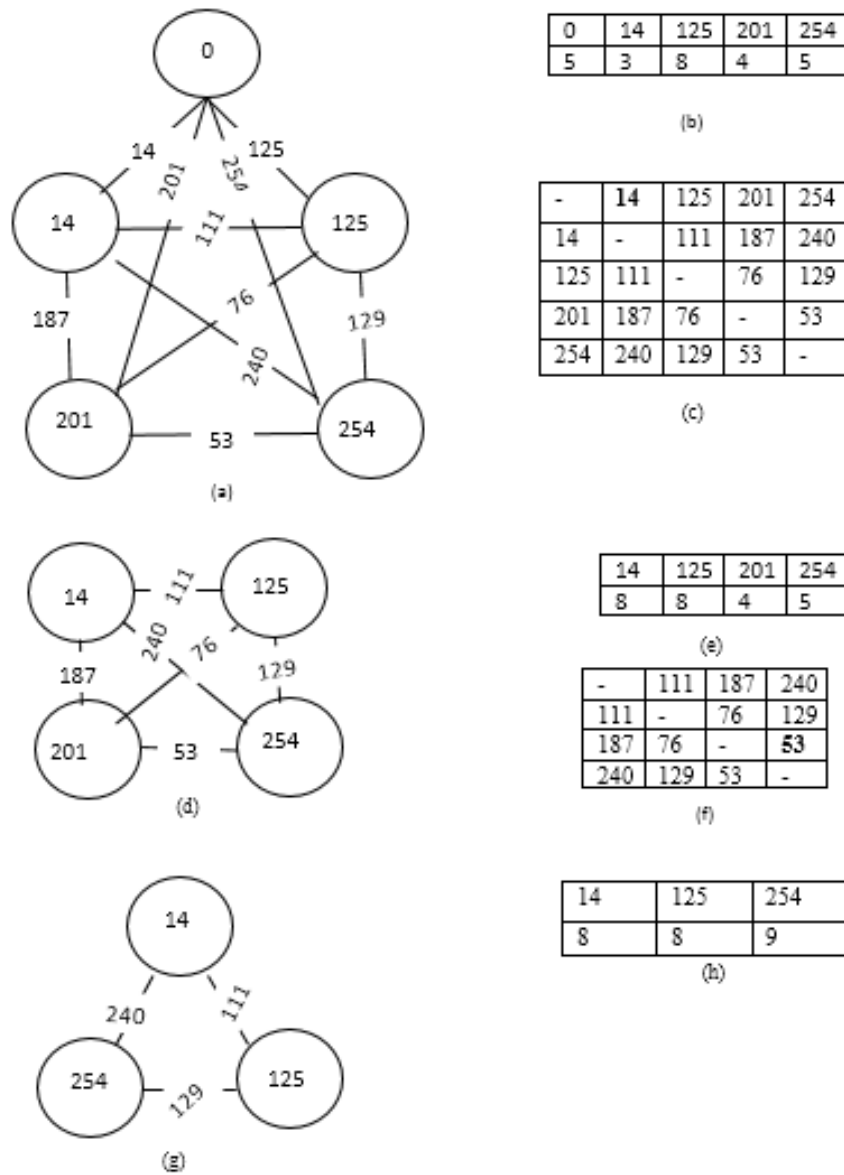 0
14
125
201
254
14
125
201
254
111
76
187
129
240
53
(a)
0 14 125 201 254
5 3 8 4 5
(b)
- 14 125 201 254
14 - 111 187 240
125 111 - 76 129
201 187 76 - 53
254 240 129 53 -
(c)
14
125
111
240
76
187
129
201
53
254
(d)
14 125 201 254
8 8 4 5
(e)
- 111 187 240
111 - 76 129
187 76 - 53
240 129 53 -
(f)
14
240
111
254
125
129
(g)
14 125 254
8 8 9
(h)